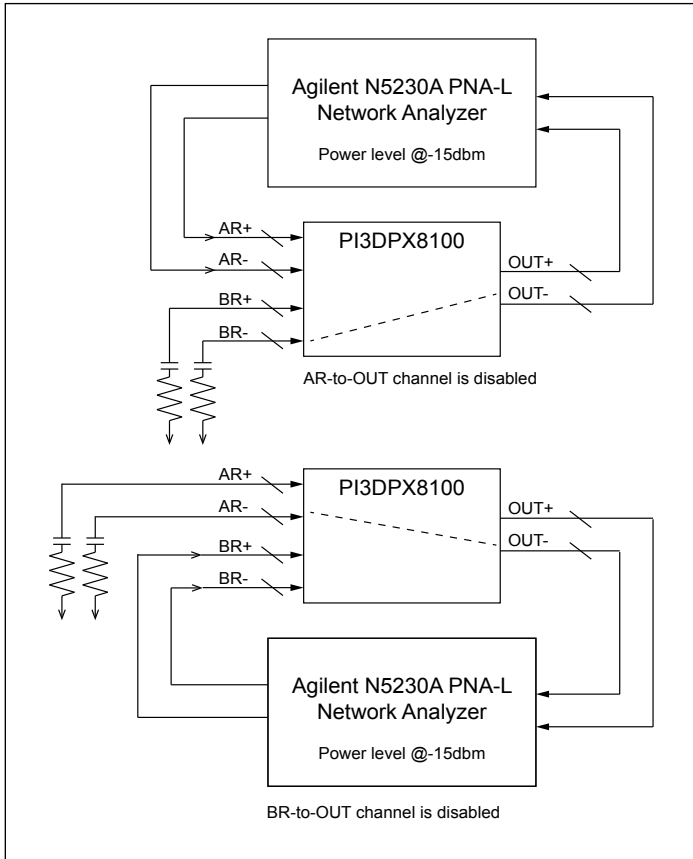 Agilent N5230A PNA-L
Network Analyzer
Power level @-15dbm
AR+
AR-
BR+
BR-
PI3DPX8100
OUT+
OUT-
AR-to-OUT channel is disabled
AR+
AR-
BR+
BR-
PI3DPX8100
OUT+
OUT-
Agilent N5230A PNA-L
Network Analyzer
Power level @-15dbm
BR-to-OUT channel is disabled